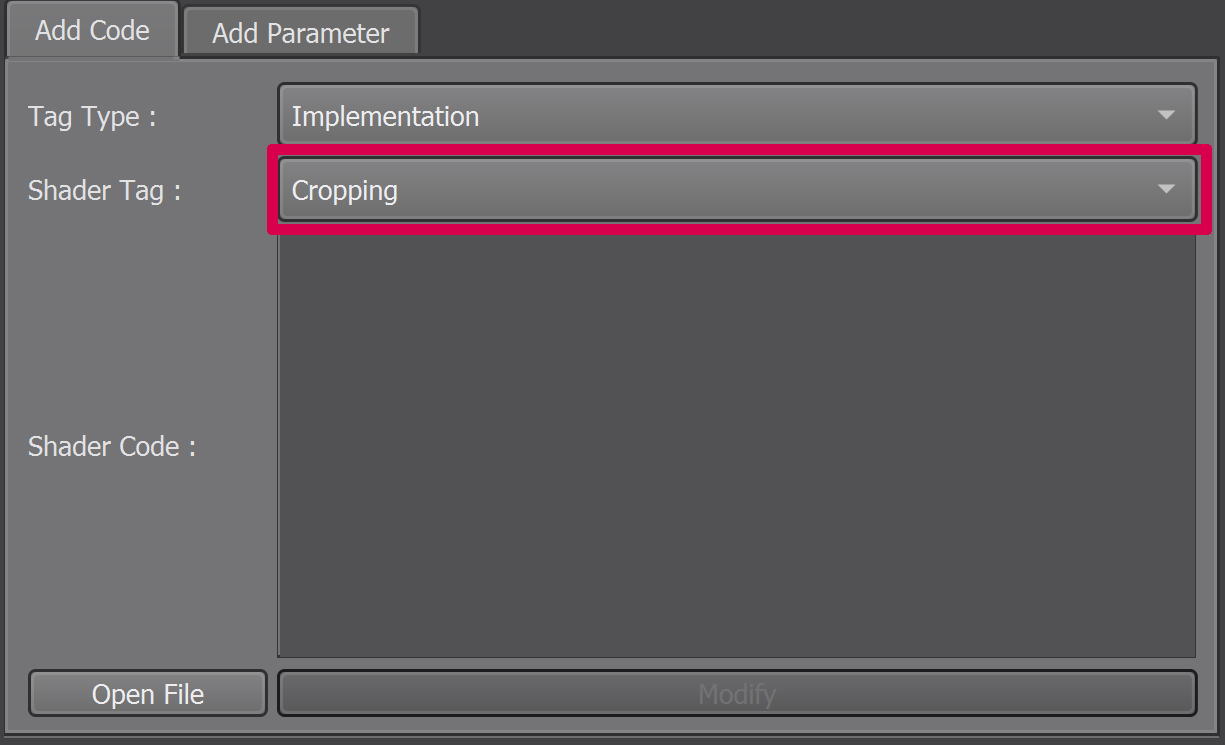 Add Code
Add Parameter
Tag Type :
Implementation
Shader Tag :
Cropping
Shader Code :
Open File
Modify